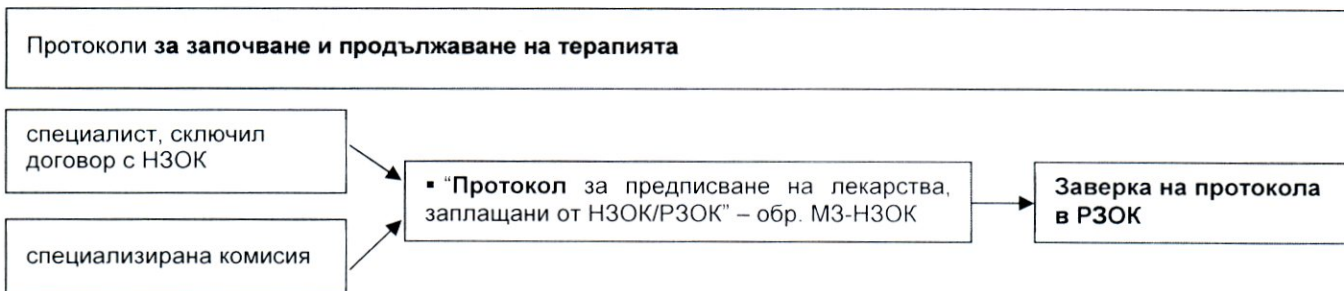 Протоколи за започване и продължаване на терапията
специалист, сключил
договор с НЗОК
▪ “Протокол за предписване на лекарства,
заплащани от НЗОК/РЗОК” – обр. МЗ-НЗОК
Заверка на протокола
в РЗОК
специализирана комисия